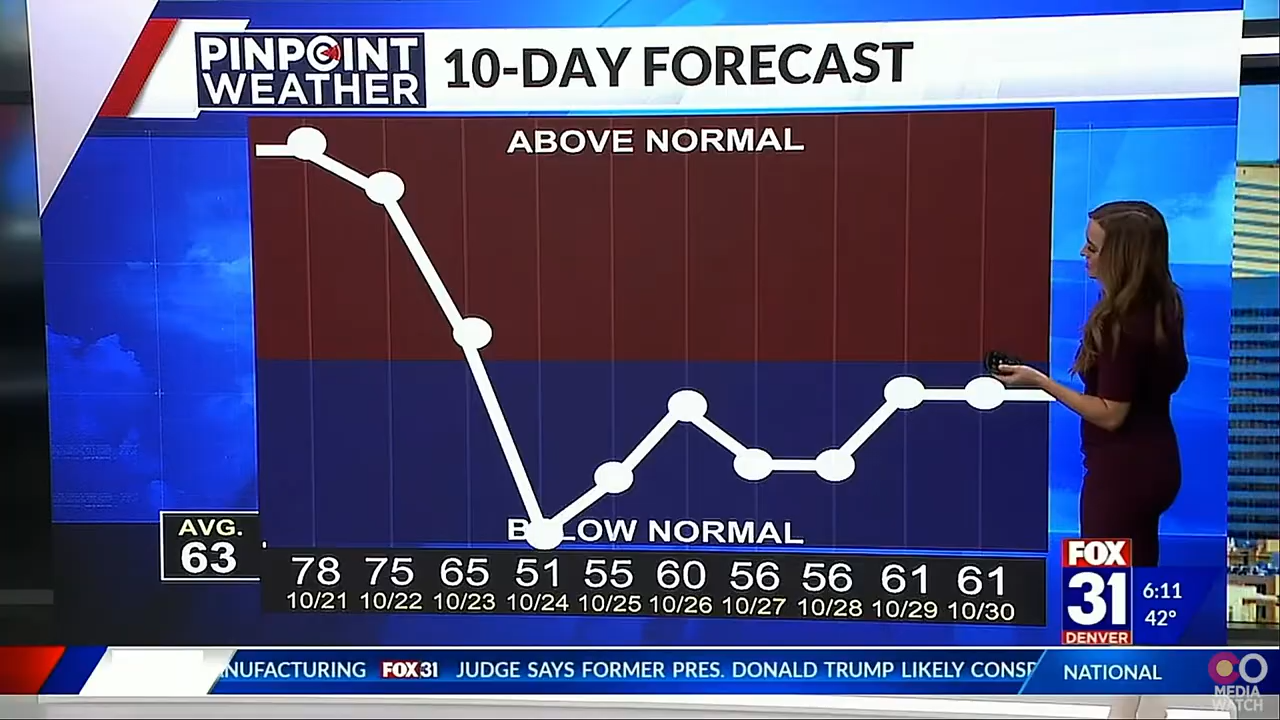 PINPOINT
WEATHER
10-DAY FORECAST
ABOVE NORMAL
BELOW NORMAL
AVG.
63
78 75 65 51 55 60 56 56 61 61
10/21 10/22 10/23 10/24 10/25 10/26 10/27 10/28 10/29 10/30
FOX
31
DENVER
6:11
42°
NUFACTURING FOX31 JUDGE SAYS FORMER PRES. DONALD TRUMP LIKELY CONSP
NATIONAL
CO
MEDIA
WATCH